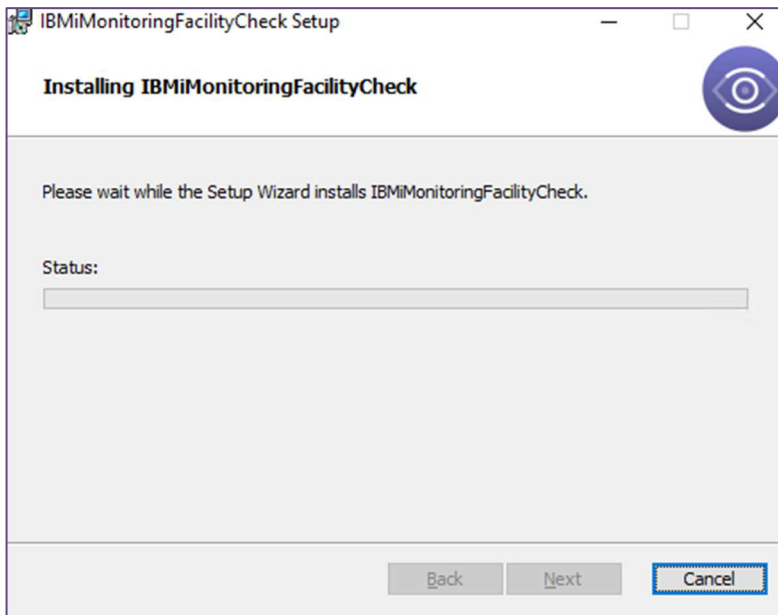 IBMiMonitoringFacilityCheck Setup
Installing IBMiMonitoringFacilityCheck
Please wait while the Setup Wizard installs IBMiMonitoringFacilityCheck.
Status:
Back Next Cancel